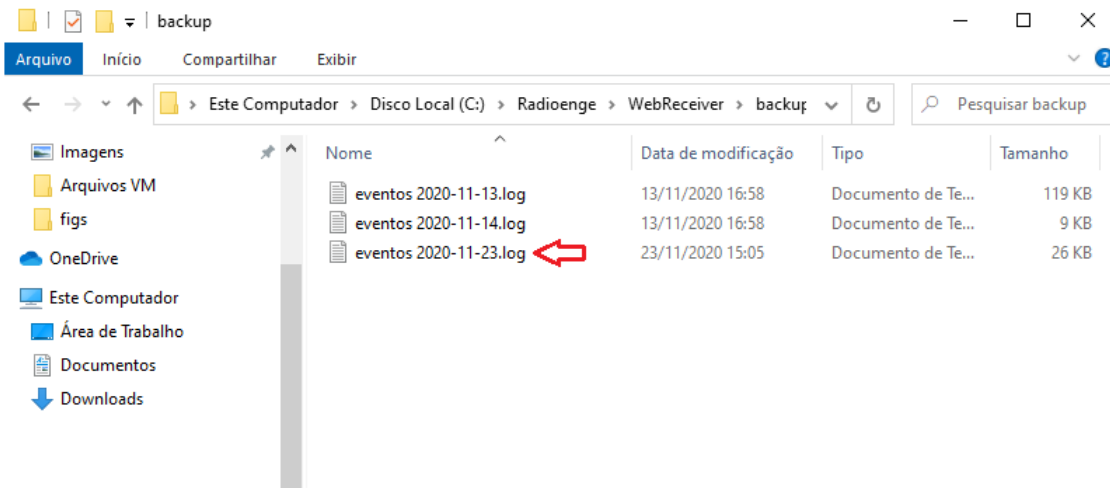 backup
Arquivo Início Compartilhar Exibir
Este Computador Disco Local (C:) Radioenge WebReceiver backup Pesquisar backup
Imagens
Arquivos VM
figs
OneDrive
Este Computador
Área de Trabalho
Documentos
Downloads
Nome Data de modificação Tipo Tamanho
eventos 2020-11-13.log 13/11/2020 16:58 Documento de Te... 119 KB
eventos 2020-11-14.log 13/11/2020 16:58 Documento de Te... 9 KB
eventos 2020-11-23.log 23/11/2020 15:05 Documento de Te... 26 KB